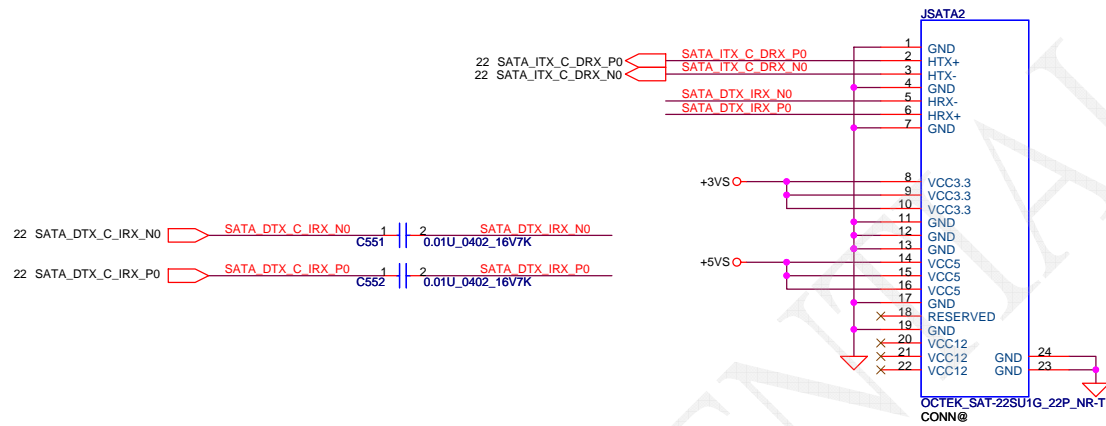 JSATA2
1 GND
22 SATA_ITX_C_DRX_P0 SATA_ITX_C_DRX_P0 2 HTX+
22 SATA_ITX_C_DRX_N0 SATA_ITX_C_DRX_N0 3 HTX-
4 GND
SATA_DTX_IRX_N0 5 HRX-
SATA_DTX_IRX_P0 6 HRX+
7 GND
+3VS 8 VCC3.3
9 VCC3.3
10 VCC3.3
11 GND
22 SATA_DTX_C_IRX_N0 SATA_DTX_C_IRX_N0 1 2 SATA_DTX_IRX_N0 12 GND
C551 0.01U_0402_16V7K 13 GND
+5VS 14 VCC5
22 SATA_DTX_C_IRX_P0 SATA_DTX_C_IRX_P0 1 2 SATA_DTX_IRX_P0 15 VCC5
C552 0.01U_0402_16V7K 16 VCC5
17 GND
18 RESERVED
19 GND
20 VCC12
21 VCC12 GND 24
22 VCC12 GND 23
OCTEK_SAT-22SU1G_22P_NR-T
CONN@